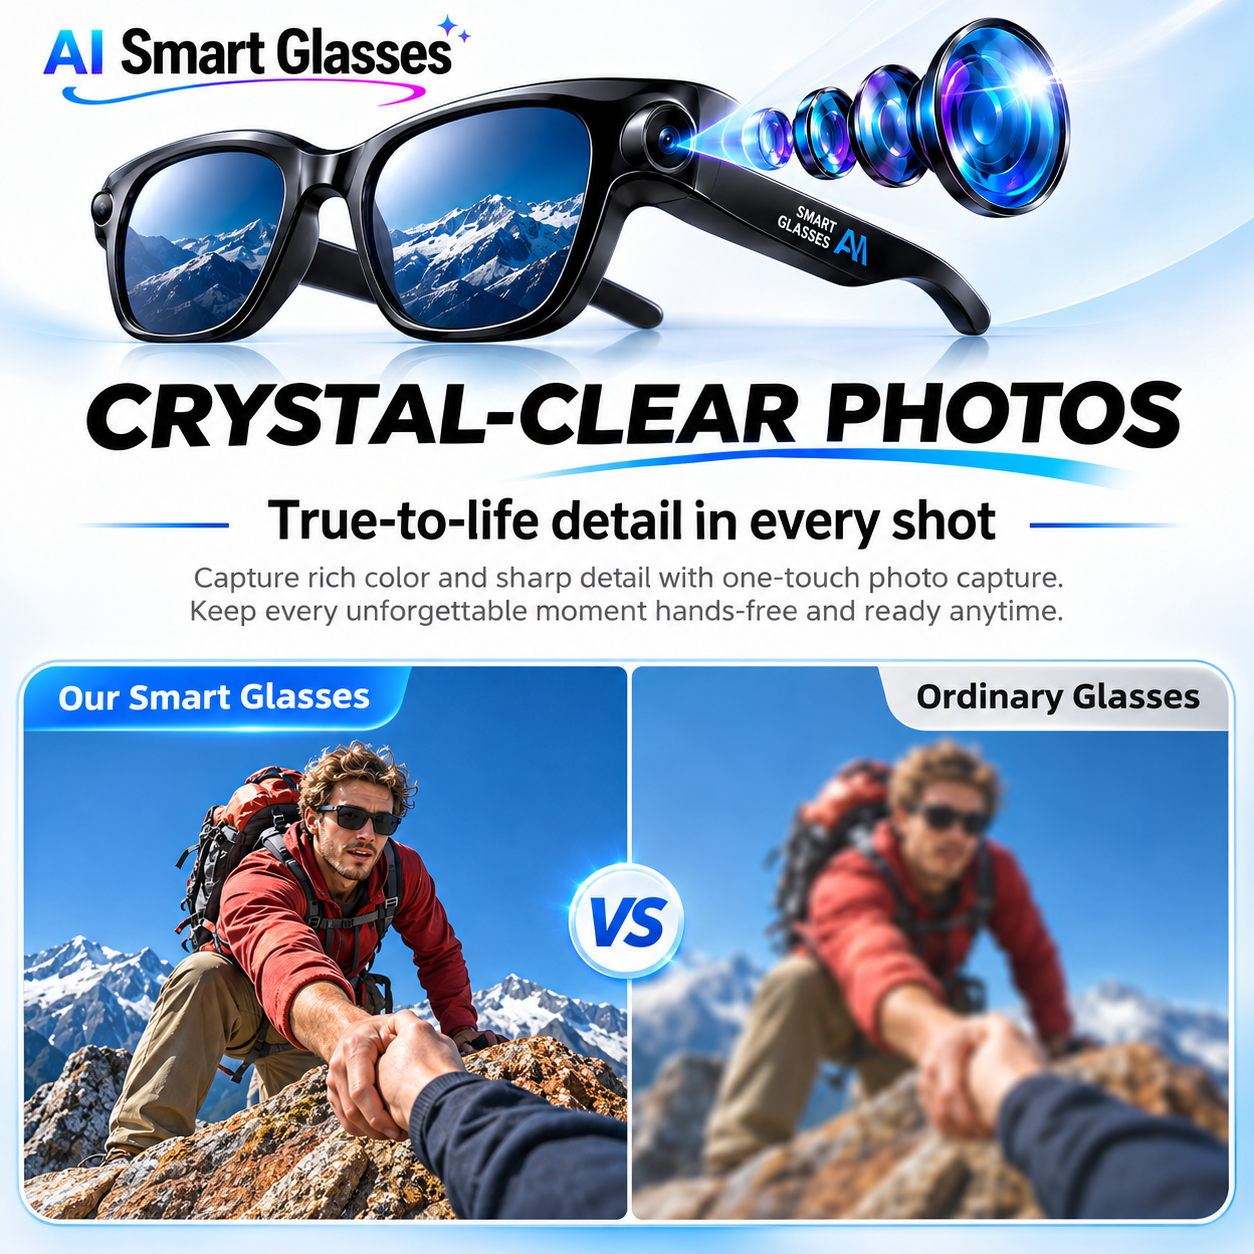 AI Smart Glasses
SMART
GLASSES AI
CRYSTAL-CLEAR PHOTOS
True-to-life detail in every shot
Capture rich color and sharp detail with one-touch photo capture.
Keep every unforgettable moment hands-free and ready anytime.
Our Smart Glasses
Ordinary Glasses
VS